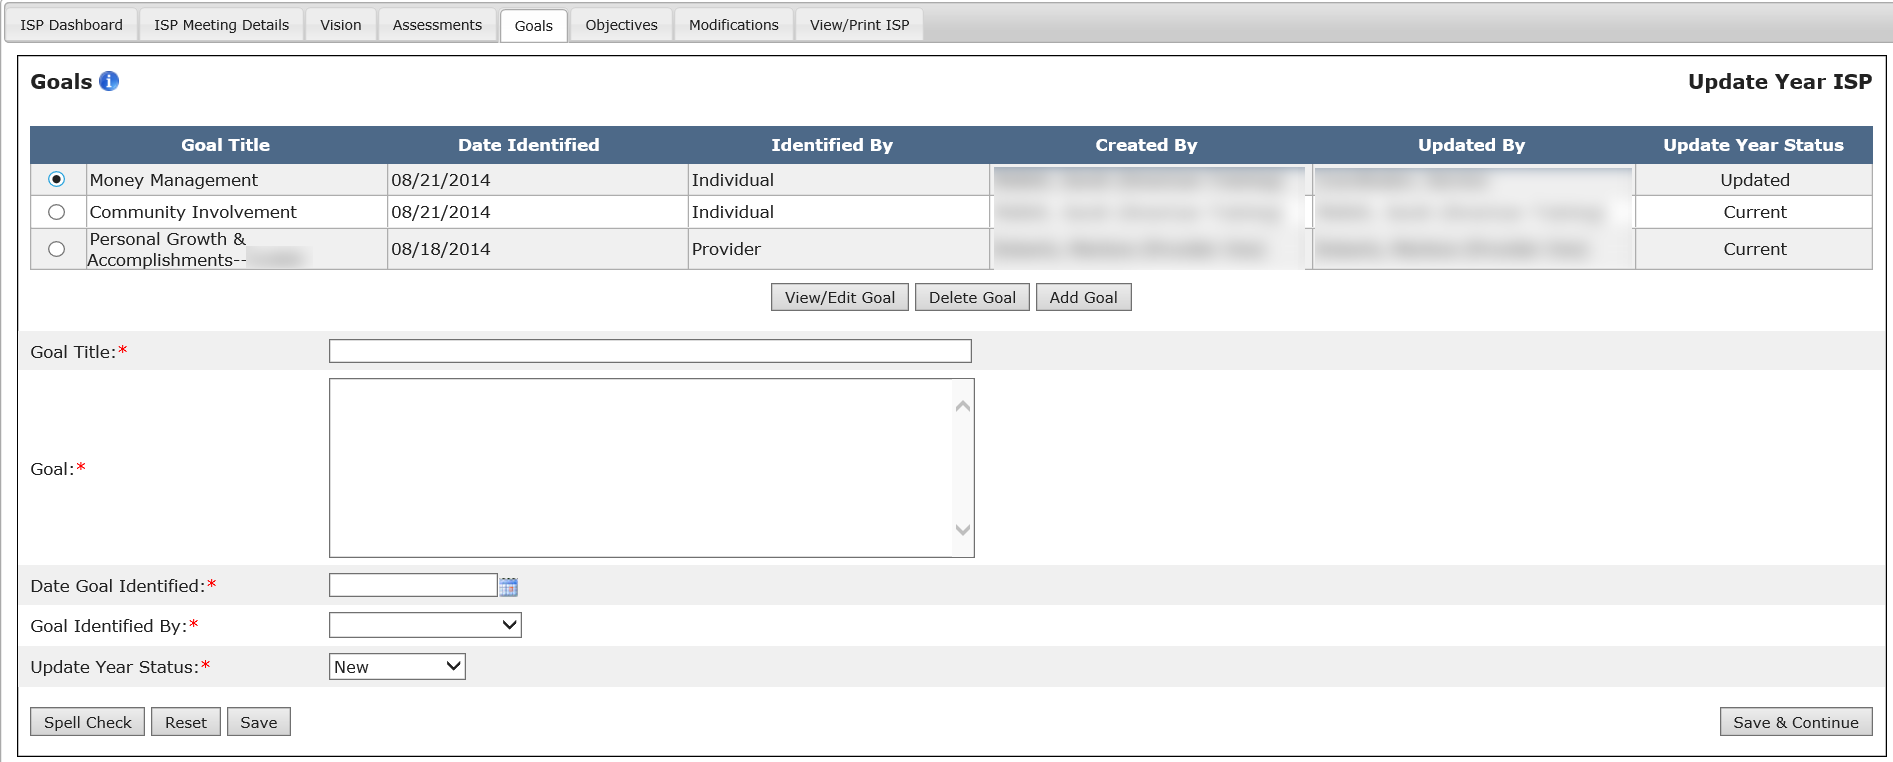 ISP Dashboard ISP Meeting Details Vision Assessments Goals Objectives Modifications View/Print ISP
Goals i Update Year ISP
Goal Title Date Identified Identified By Created By Updated By Update Year Status
Money Management 08/21/2014 Individual Updated
Community Involvement 08/21/2014 Individual Current
Personal Growth &
Accomplishments-- 08/18/2014 Provider Current
View/Edit Goal Delete Goal Add Goal
Goal Title:*
Goal:*
Date Goal Identified:*
Goal Identified By:*
Update Year Status:* New
Spell Check Reset Save Save & Continue